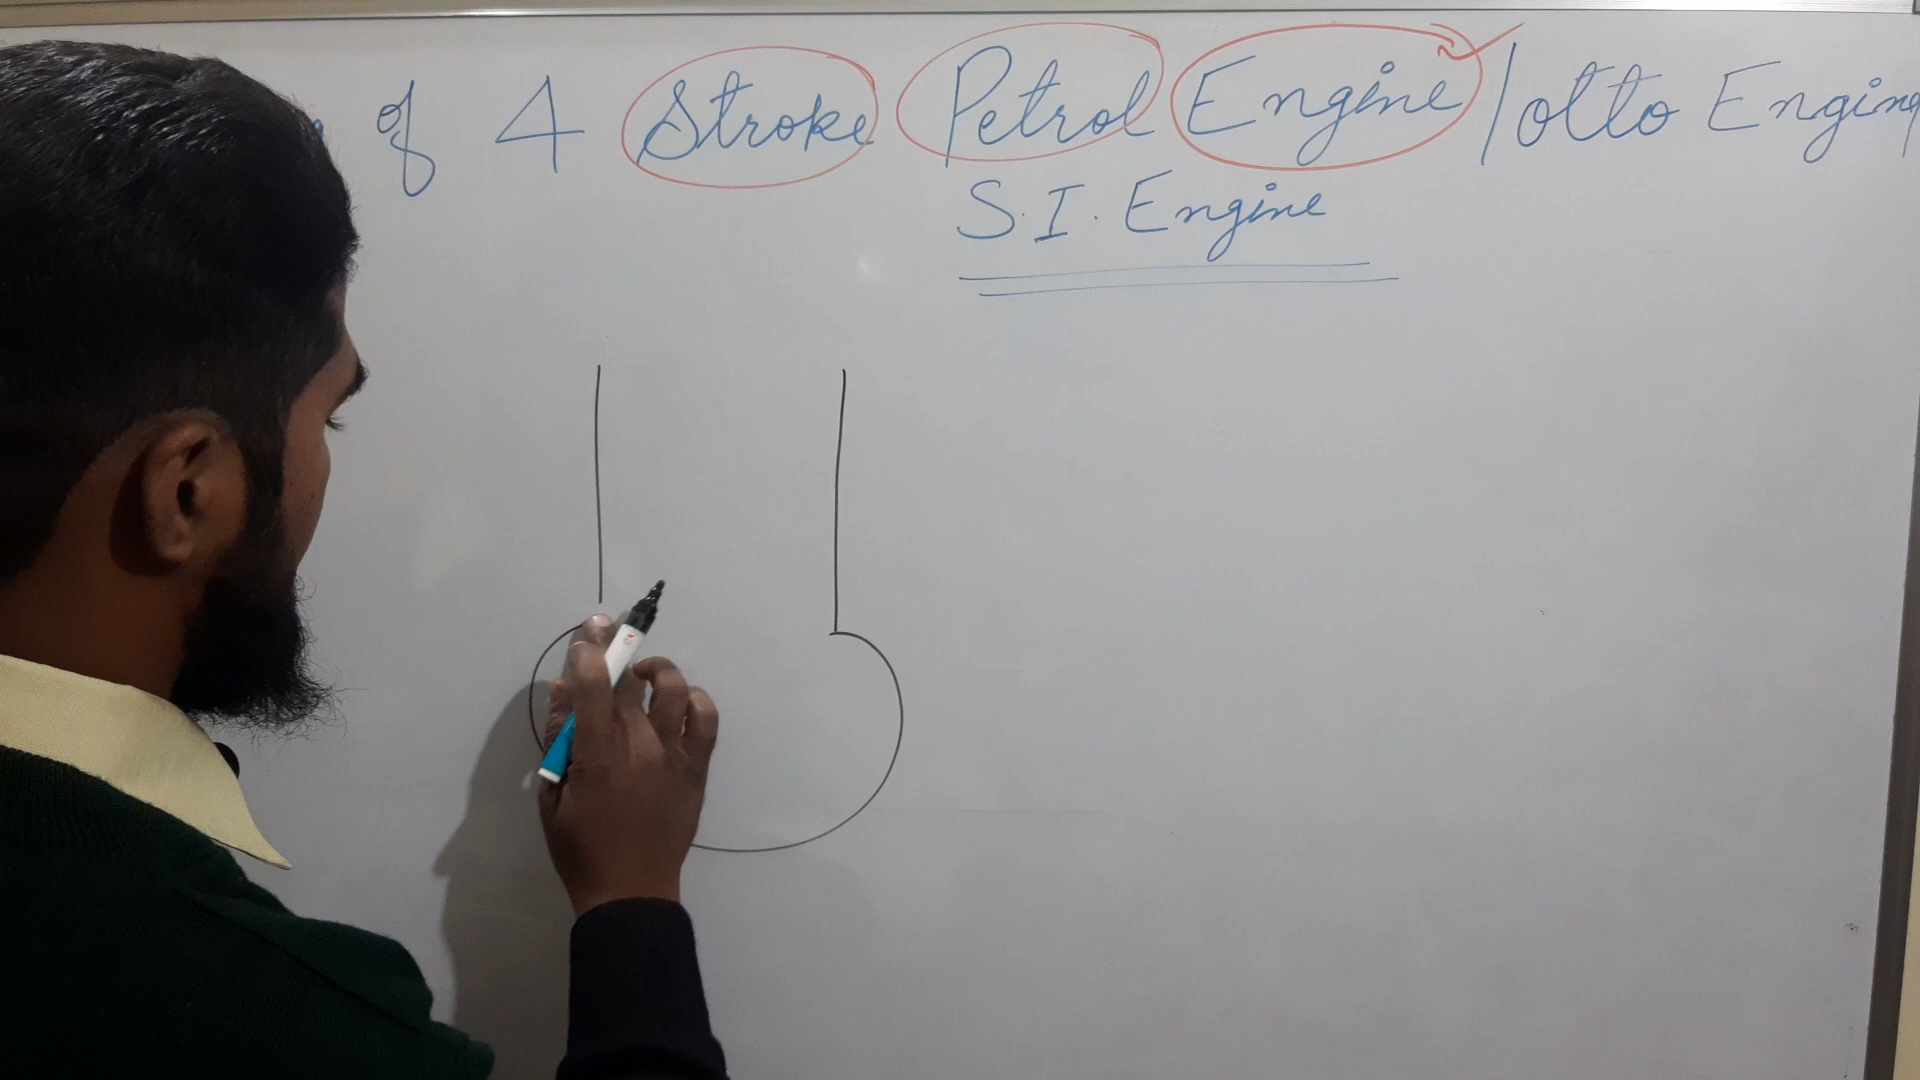 of 4 Stroke Petrol Engine / otto Engine
S.I. Engine